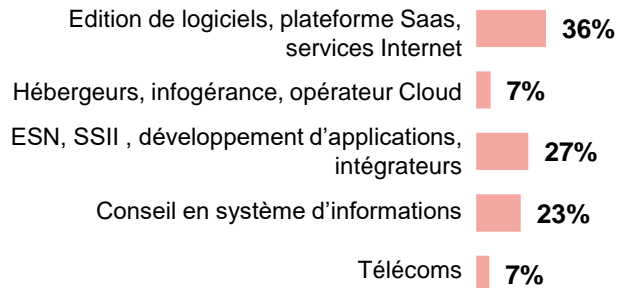 Edition de logiciels, plateforme Saas,
services Internet
36%
Hébergeurs, infogérance, opérateur Cloud
7%
ESN, SSII , développement d’applications,
intégrateurs
27%
Conseil en système d’informations
23%
Télécoms
7%